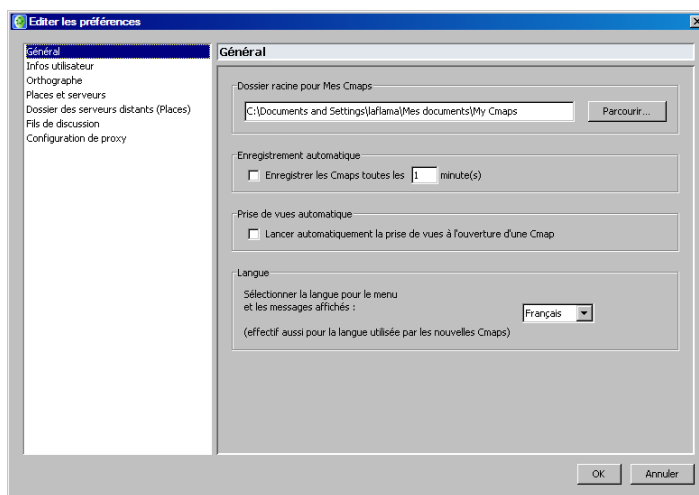 Editer les préférences
Général
Infos utilisateur
Orthographe
Places et serveurs
Dossier des serveurs distants (Places)
Fils de discussion
Configuration de proxy
Général
Dossier racine pour Mes Cmaps
C:\Documents and Settings\laflama\Mes documents\My Cmaps
Parcourir...
Enregistrement automatique
Enregistrer les Cmaps toutes les 1 minute(s)
Prise de vues automatique
Lancer automatiquement la prise de vues à l'ouverture d'une Cmap
Langue
Sélectionner la langue pour le menu
et les messages affichés :
Français
(effectif aussi pour la langue utilisée par les nouvelles Cmaps)
OK
Annuler